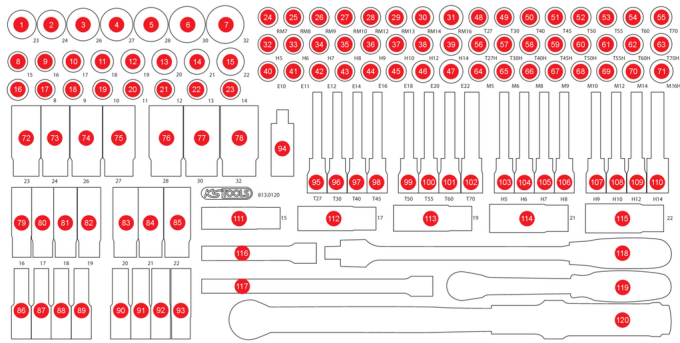 1 2 3 4 5 6 7
23 24 26 27 28 30 32
8 9 10 11 12 13 14 15
15 16 17 18 19 20 21 22
16 17 18 19 20 21 22 23
8 9 10 11 12 13 14
72 73 74 75 76 77 78
23 24 26 27 28 30 32
79 80 81 82 83 84 85
16 17 18 19 20 21 22
86 87 88 89 90 91 92 93
24 25 26 27 28 29 30 31 48 49 50 51 52 53 54 55
RM7 RM8 RM9 RM10 RM12 RM13 RM14 RM16 T27 T30 T40 T45 T50 T55 T60 T70
32 33 34 35 36 37 38 39 56 57 58 59 60 61 62 63
H5 H6 H7 H8 H9 H10 H12 H14 T27H T30H T40H T45H T50H T55H T60H T70H
40 41 42 43 44 45 46 47 64 65 66 67 68 69 70 71
E10 E11 E12 E14 E16 E18 E20 E22 M5 M6 M8 M9 M10 M12 M14 M16H
94
95 96 97 98 99 100 101 102 103 104 105 106 107 108 109 110
T27 T30 T40 T45 T50 T55 T60 T70 H5 H6 H7 H8 H9 H10 H12 H14
KS TOOLS 813.0120
111 15 112 17 113 19 114 21 115 22
116 118
117 119
120